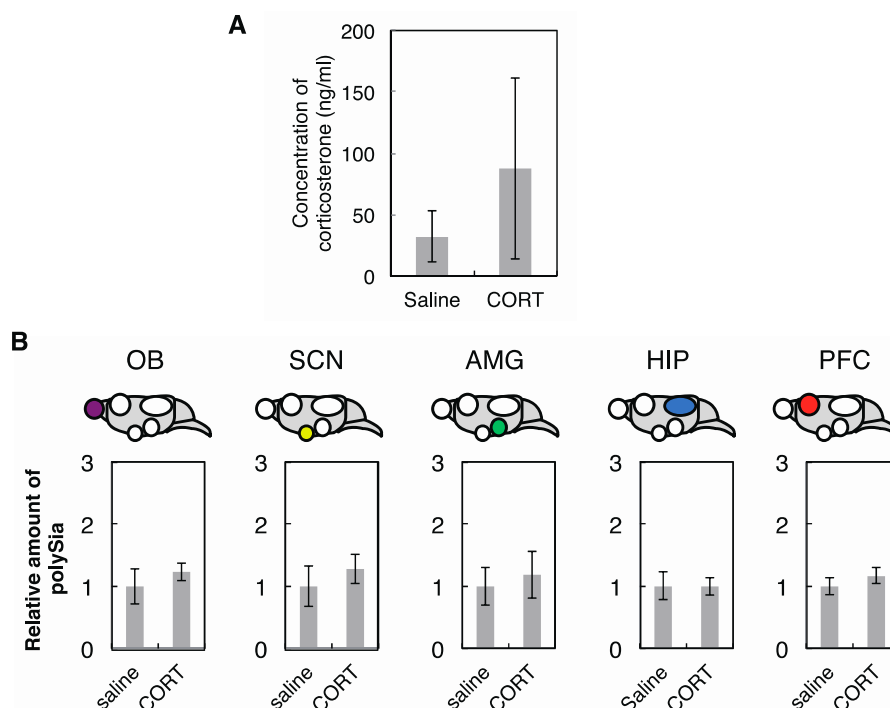 A
Concentration of
corticosterone (ng/ml)
200
150
100
50
0
Saline CORT
B
OB SCN AMG HIP PFC
Relative amount of
polySia
3 3 3 3 3
2 2 2 2 2
1 1 1 1 1
0 0 0 0 0
saline CORT saline CORT saline CORT Saline CORT saline CORT